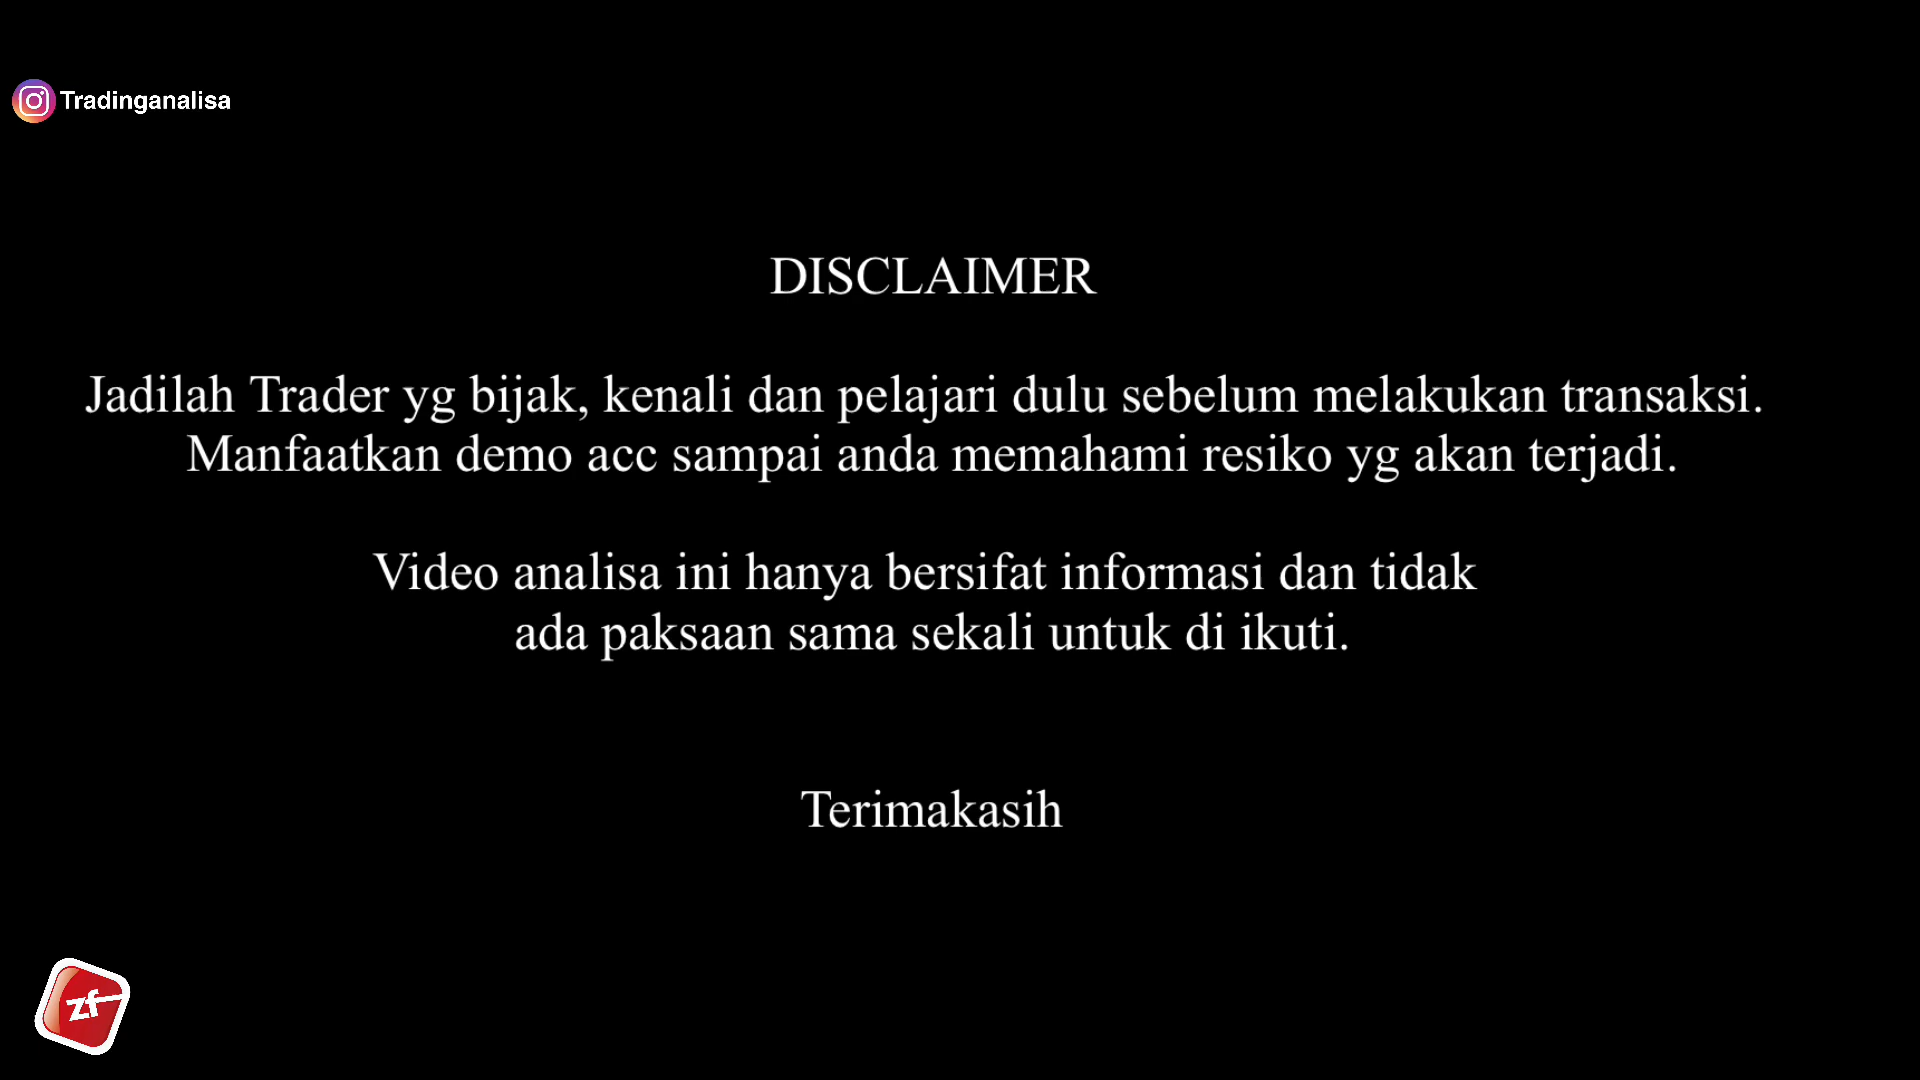 Tradinganalisa
DISCLAIMER
Jadilah Trader yg bijak, kenali dan pelajari dulu sebelum melakukan transaksi.
Manfaatkan demo acc sampai anda memahami resiko yg akan terjadi.
Video analisa ini hanya bersifat informasi dan tidak
ada paksaan sama sekali untuk di ikuti.
Terimakasih
zf